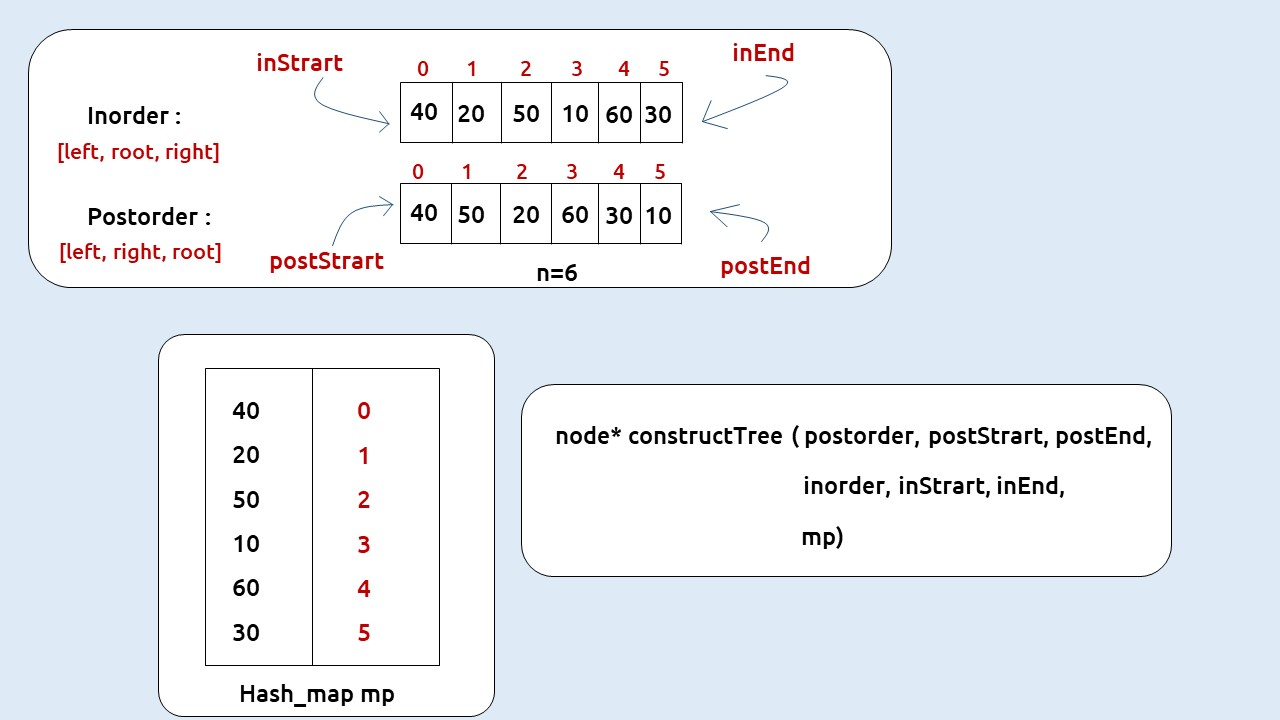 inStrart
inEnd
0 1 2 3 4 5
Inorder :
40 20 50 10 60 30
[left, root, right]
0 1 2 3 4 5
Postorder :
40 50 20 60 30 10
[left, right, root]
postStrart
postEnd
n=6
40 0
20 1
50 2
10 3
60 4
30 5
Hash_map mp
node* constructTree ( postorder, postStrart, postEnd,
inorder, inStrart, inEnd,
mp)